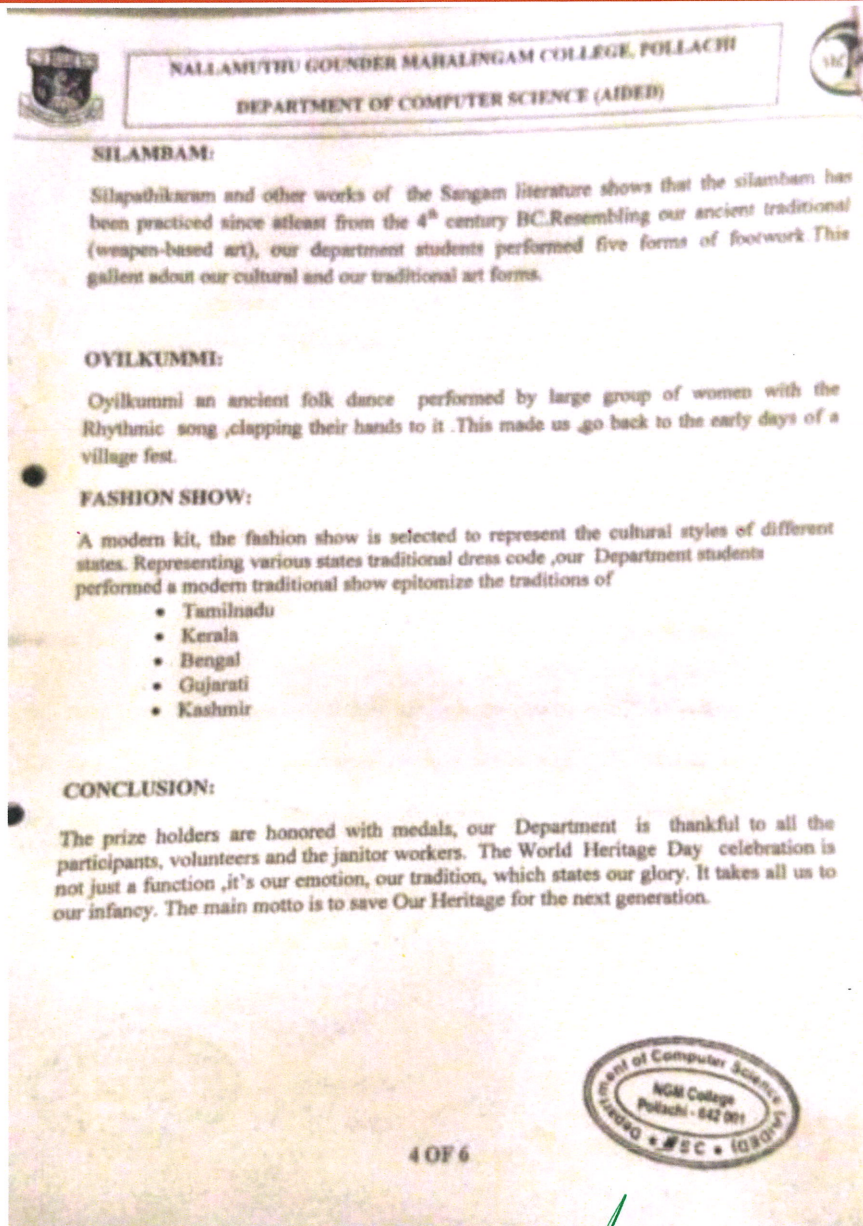 NALLAMUTHU GOUNDER MAHALINGAM COLLEGE, POLLACHI
DEPARTMENT OF COMPUTER SCIENCE (AIDED)
SILAMBAM:
Silapathikaram and other works of the Sangam literature shows that the silambam has
been practiced since atleast from the 4th century BC.Resembling our ancient traditional
(weapen-based art), our department students performed five forms of footwork.This
gallent adout our cultural and our traditional art forms.
OYILKUMMI:
Oyilkummi an ancient folk dance performed by large group of women with the
Rhythmic song ,clapping their hands to it .This made us ,go back to the early days of a
village fest.
FASHION SHOW:
A modern kit, the fashion show is selected to represent the cultural styles of different
states. Representing various states traditional dress code ,our Department students
performed a modern traditional show epitomize the traditions of
• Tamilnadu
• Kerala
• Bengal
• Gujarati
• Kashmir
CONCLUSION:
The prize holders are honored with medals, our Department is thankful to all the
participants, volunteers and the janitor workers. The World Heritage Day celebration is
not just a function ,it's our emotion, our tradition, which states our glory. It takes all us to
our infancy. The main motto is to save Our Heritage for the next generation.
Department of Computer Science (AIDED)
NGM College
Pollachi - 642 001
4 OF 6